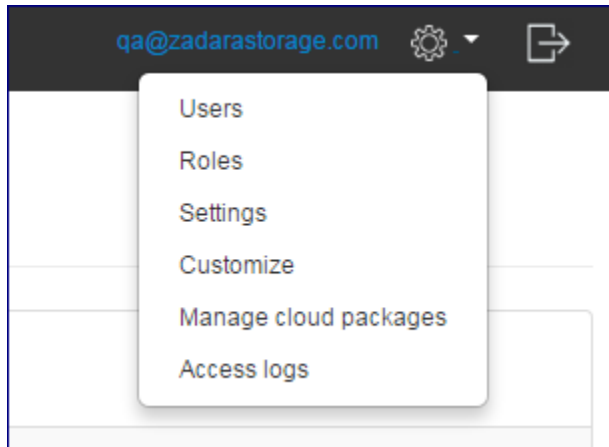 qa@zadarastorage.com
Users
Roles
Settings
Customize
Manage cloud packages
Access logs